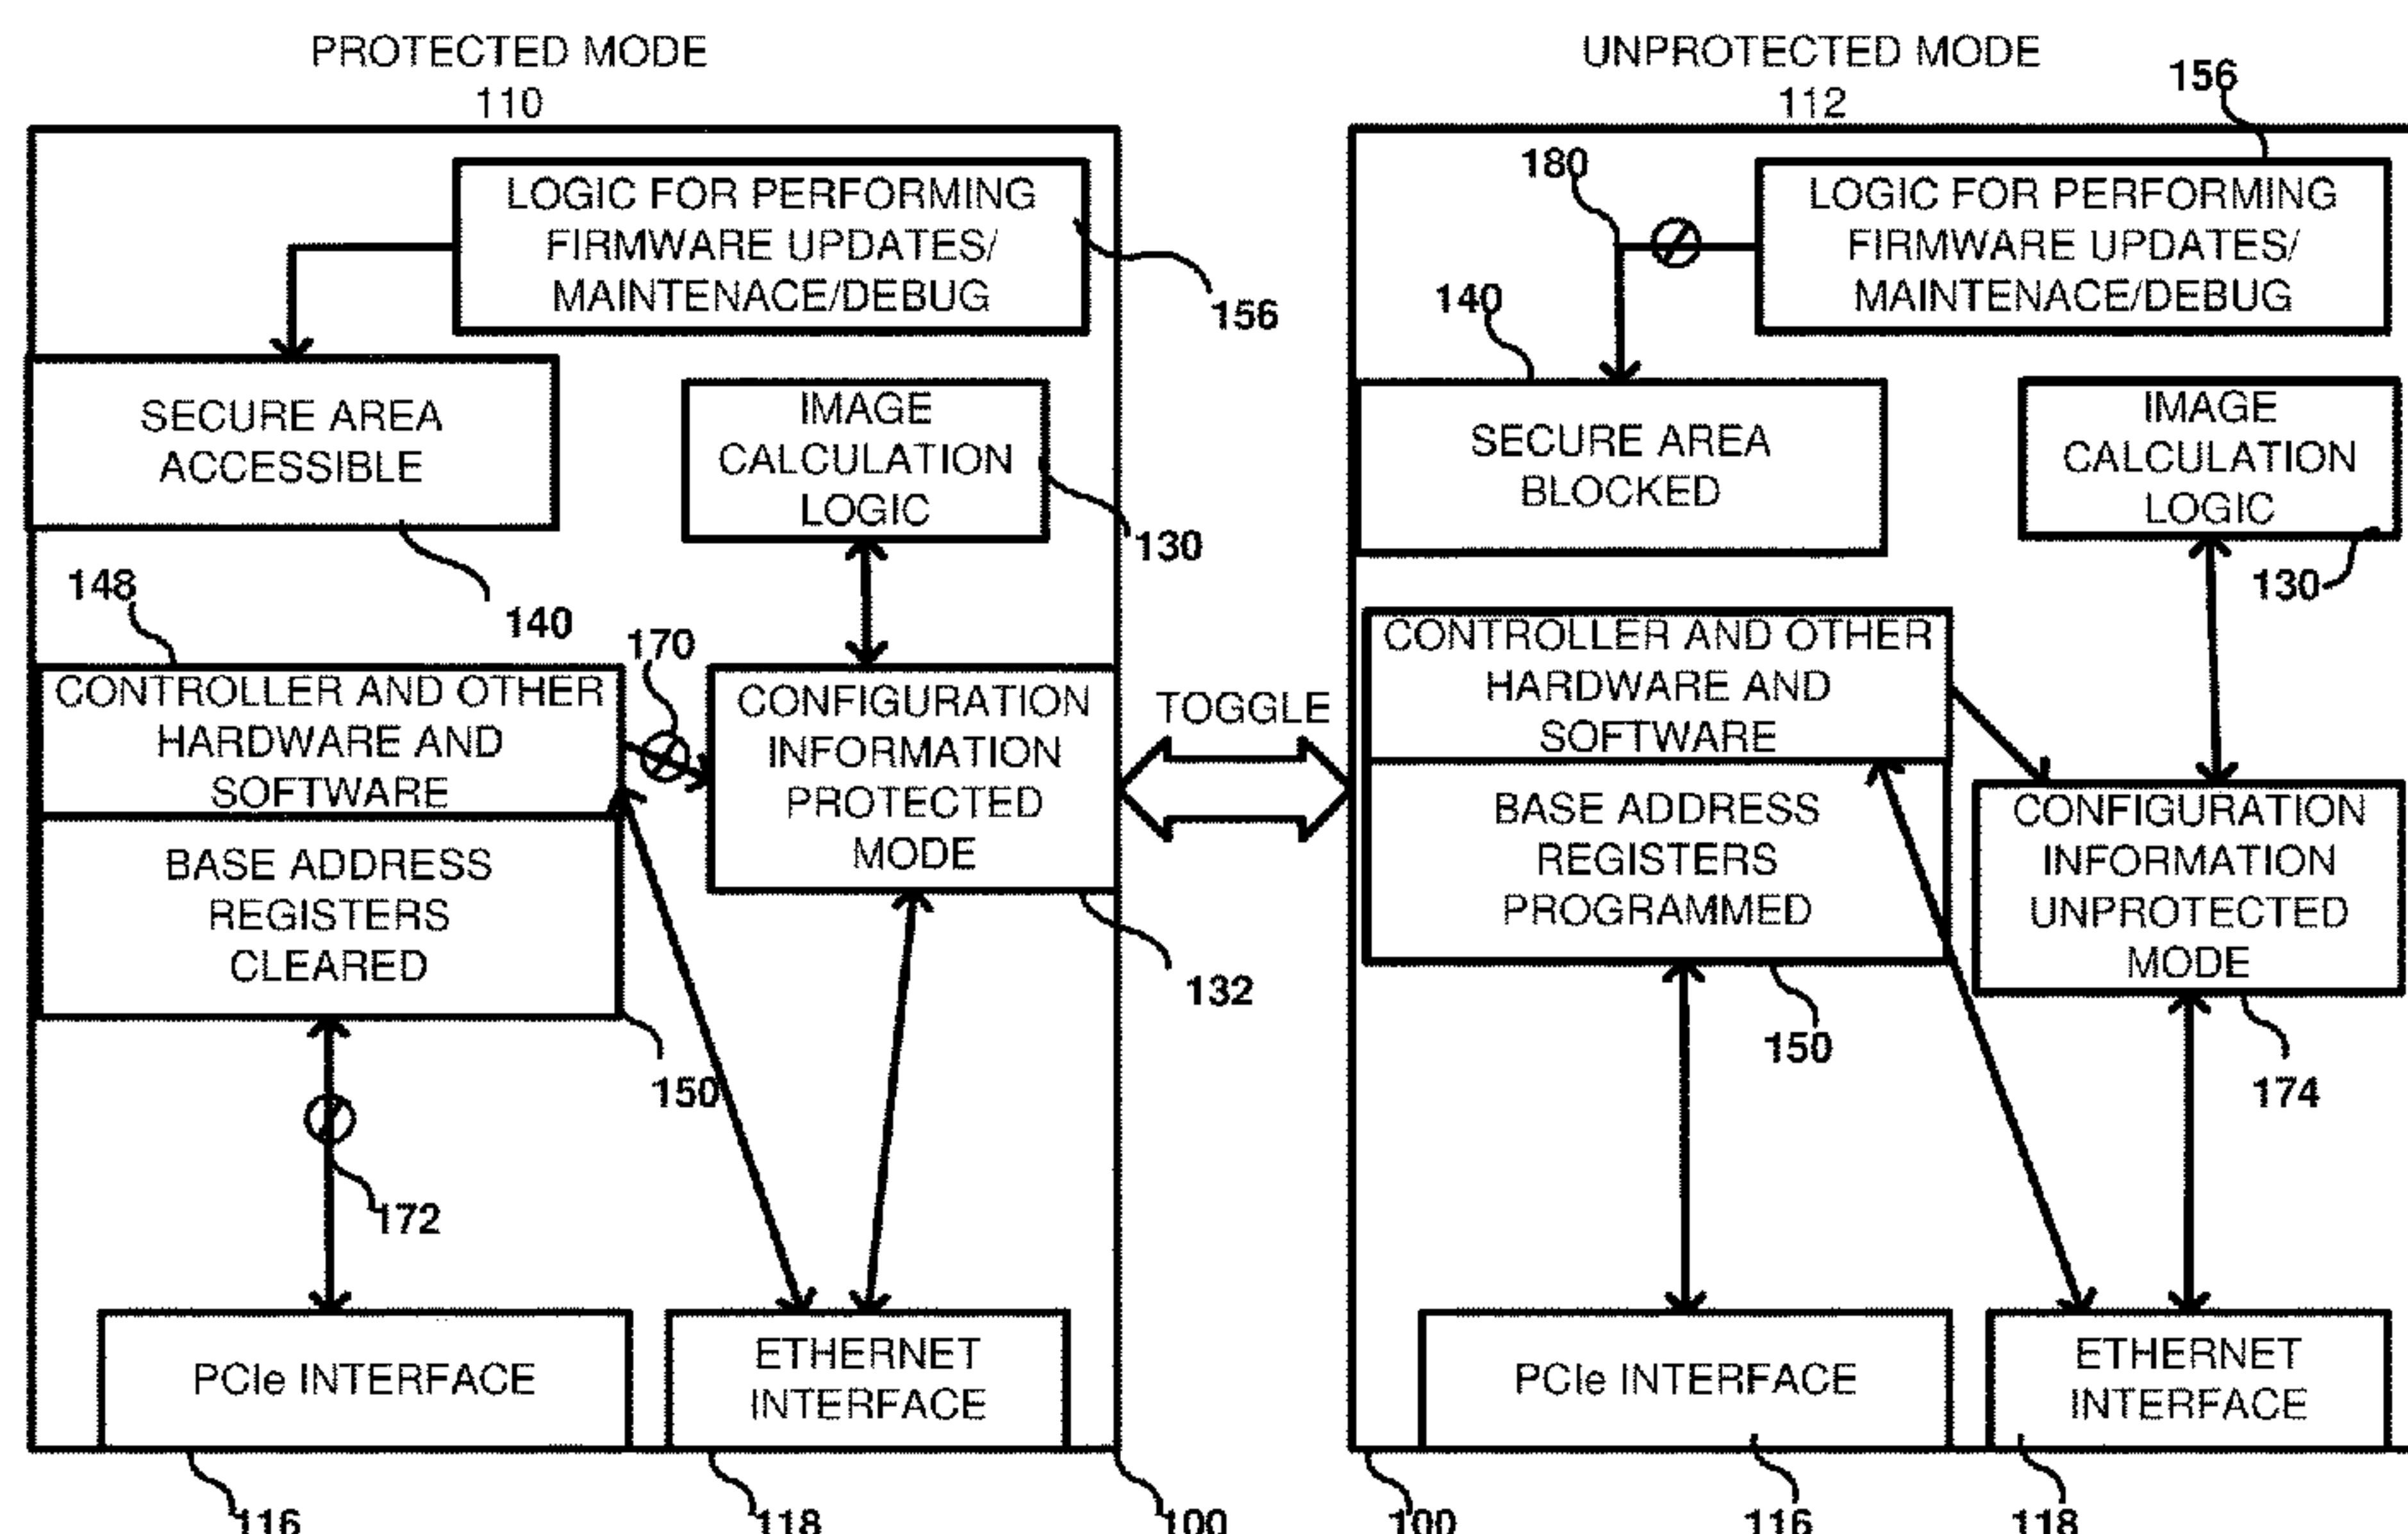 PROTECTED MODE
110
LOGIC FOR PERFORMING
FIRMWARE UPDATES/
MAINTENACE/DEBUG
156
SECURE AREA
ACCESSIBLE
140
IMAGE
CALCULATION
LOGIC
130
148
CONTROLLER AND OTHER
HARDWARE AND
SOFTWARE
170
CONFIGURATION
INFORMATION
PROTECTED
MODE
132
BASE ADDRESS
REGISTERS
CLEARED
150
172
PCIe INTERFACE
116
ETHERNET
INTERFACE
118
100
TOGGLE
UNPROTECTED MODE
112
156
LOGIC FOR PERFORMING
FIRMWARE UPDATES/
MAINTENACE/DEBUG
180
140
SECURE AREA
BLOCKED
IMAGE
CALCULATION
LOGIC
130
CONTROLLER AND OTHER
HARDWARE AND
SOFTWARE
BASE ADDRESS
REGISTERS
PROGRAMMED
150
CONFIGURATION
INFORMATION
UNPROTECTED
MODE
174
PCIe INTERFACE
ETHERNET
INTERFACE
100
116
118